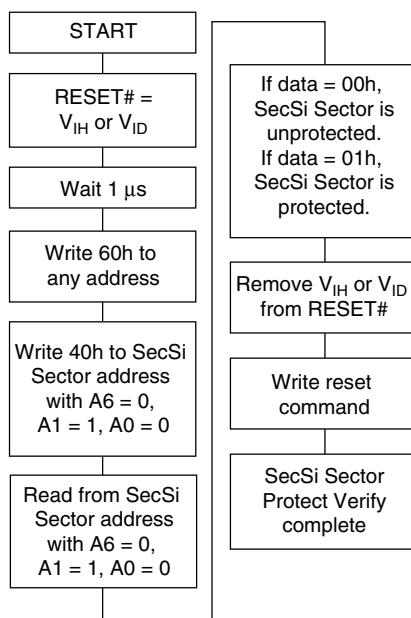 START
RESET# =
V_IH or V_ID
Wait 1 μs
Write 60h to
any address
Write 40h to SecSi
Sector address
with A6 = 0,
A1 = 1, A0 = 0
Read from SecSi
Sector address
with A6 = 0,
A1 = 1, A0 = 0
If data = 00h,
SecSi Sector is
unprotected.
If data = 01h,
SecSi Sector is
protected.
Remove V_IH or V_ID
from RESET#
Write reset
command
SecSi Sector
Protect Verify
complete